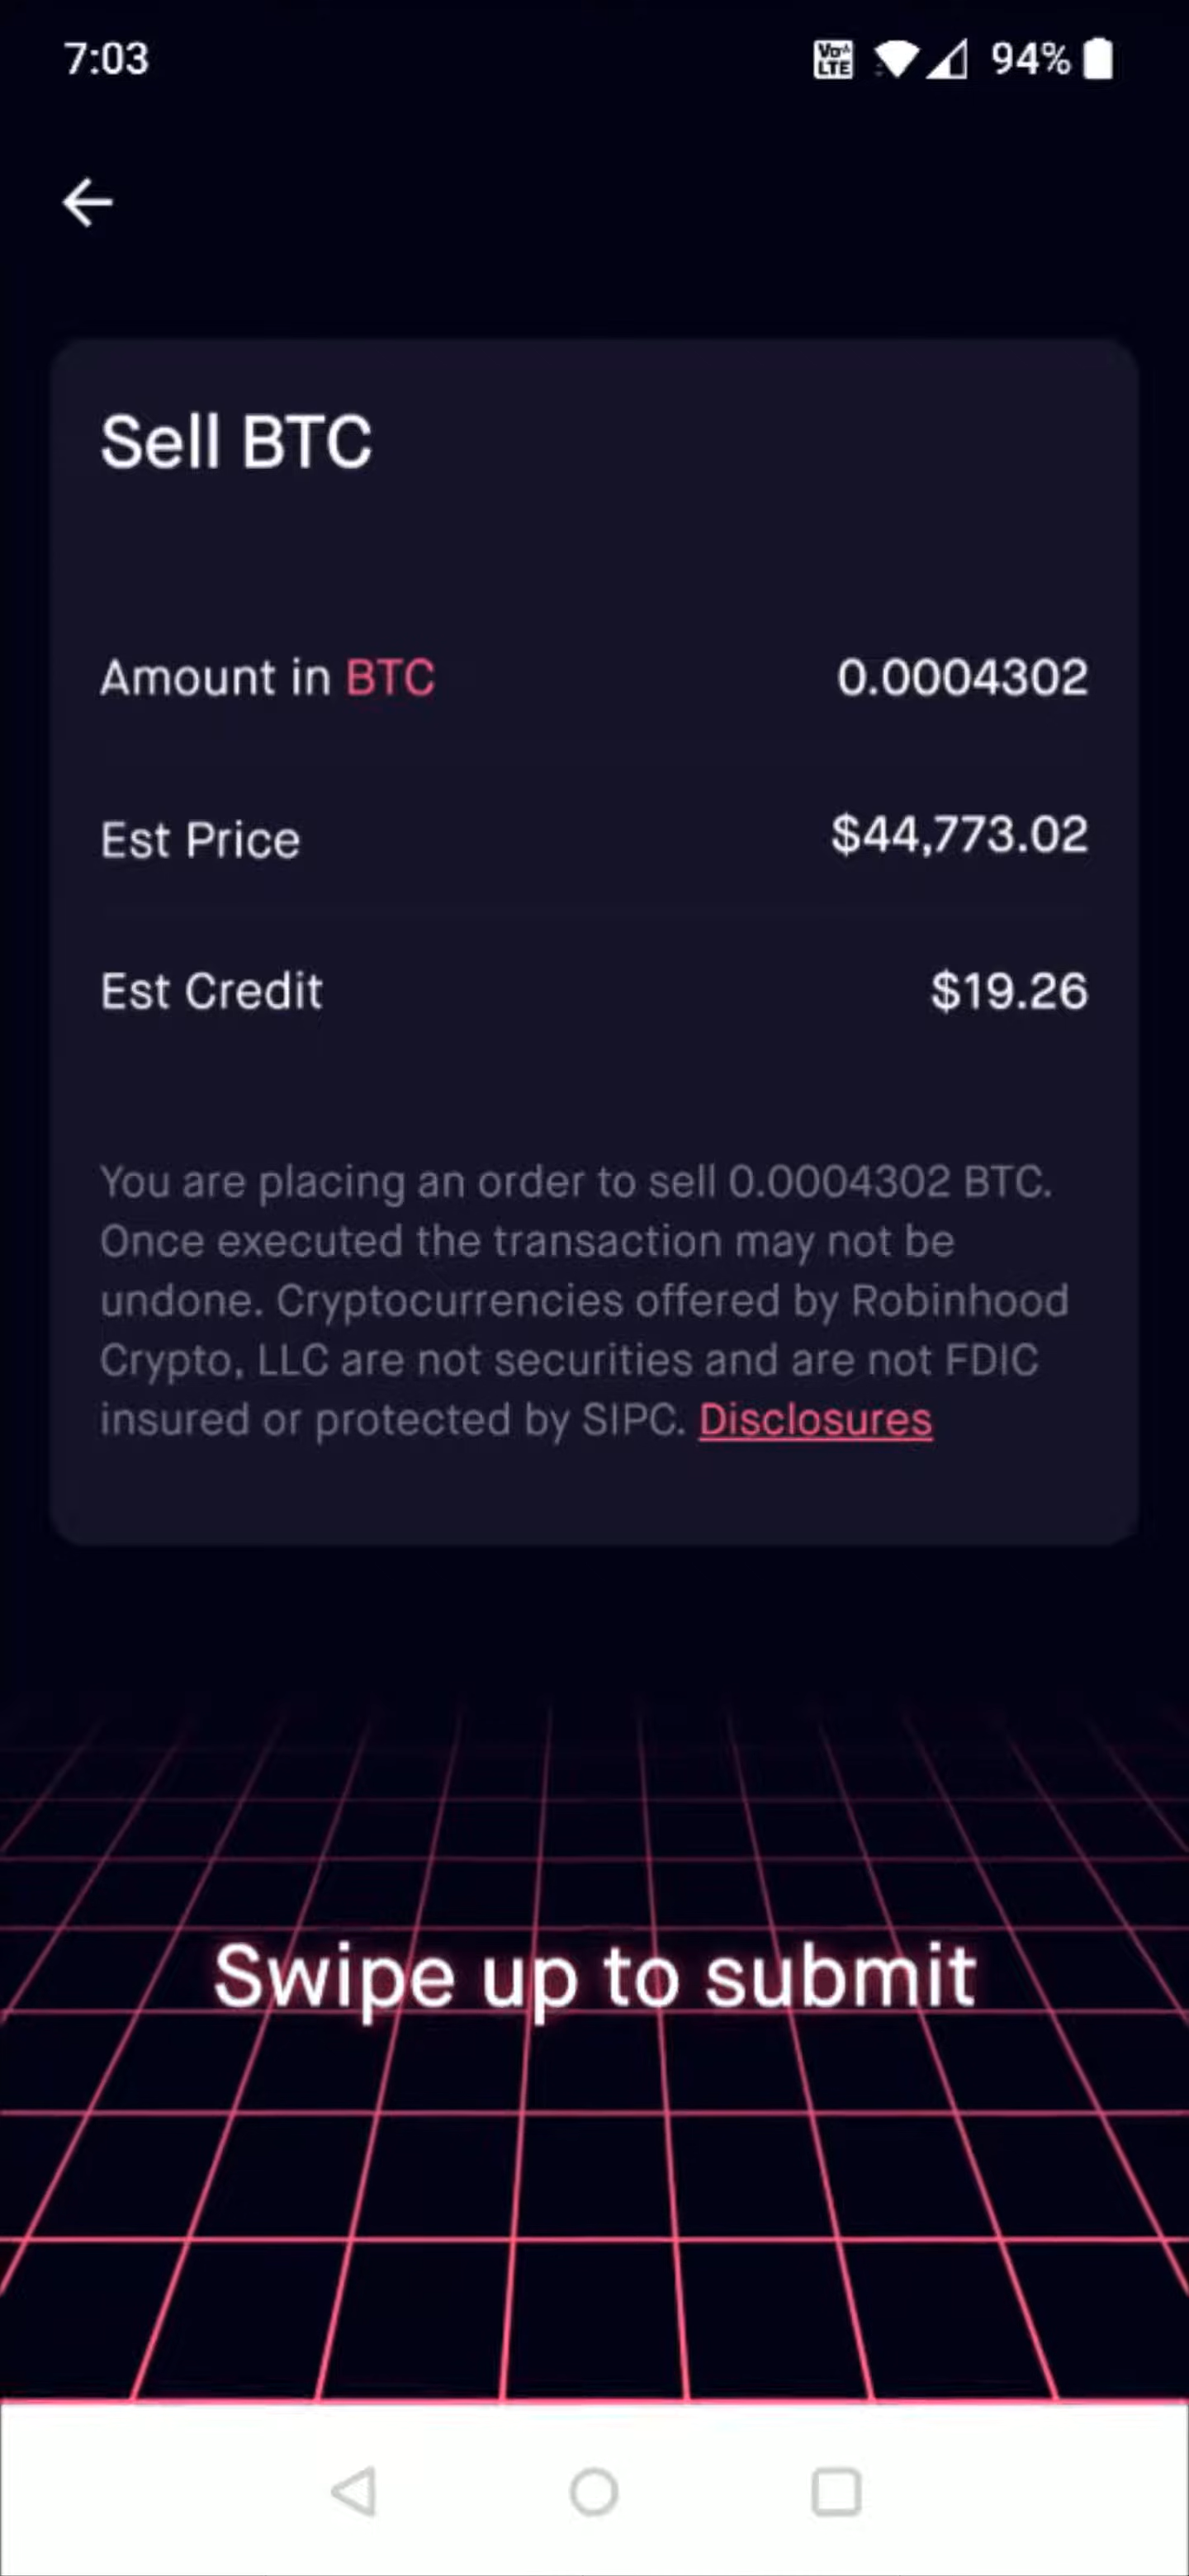 7:03
Vo LTE 94%
Sell BTC
Amount in BTC 0.0004302
Est Price $44,773.02
Est Credit $19.26
You are placing an order to sell 0.0004302 BTC.
Once executed the transaction may not be
undone. Cryptocurrencies offered by Robinhood
Crypto, LLC are not securities and are not FDIC
insured or protected by SIPC. Disclosures
Swipe up to submit